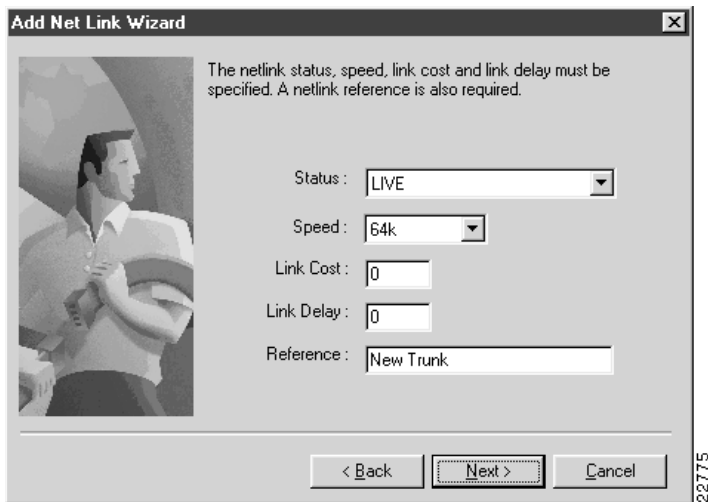 Add Net Link Wizard
The netlink status, speed, link cost and link delay must be
specified. A netlink reference is also required.
Status : LIVE
Speed : 64k
Link Cost : 0
Link Delay : 0
Reference : New Trunk
< Back Next > Cancel
22775